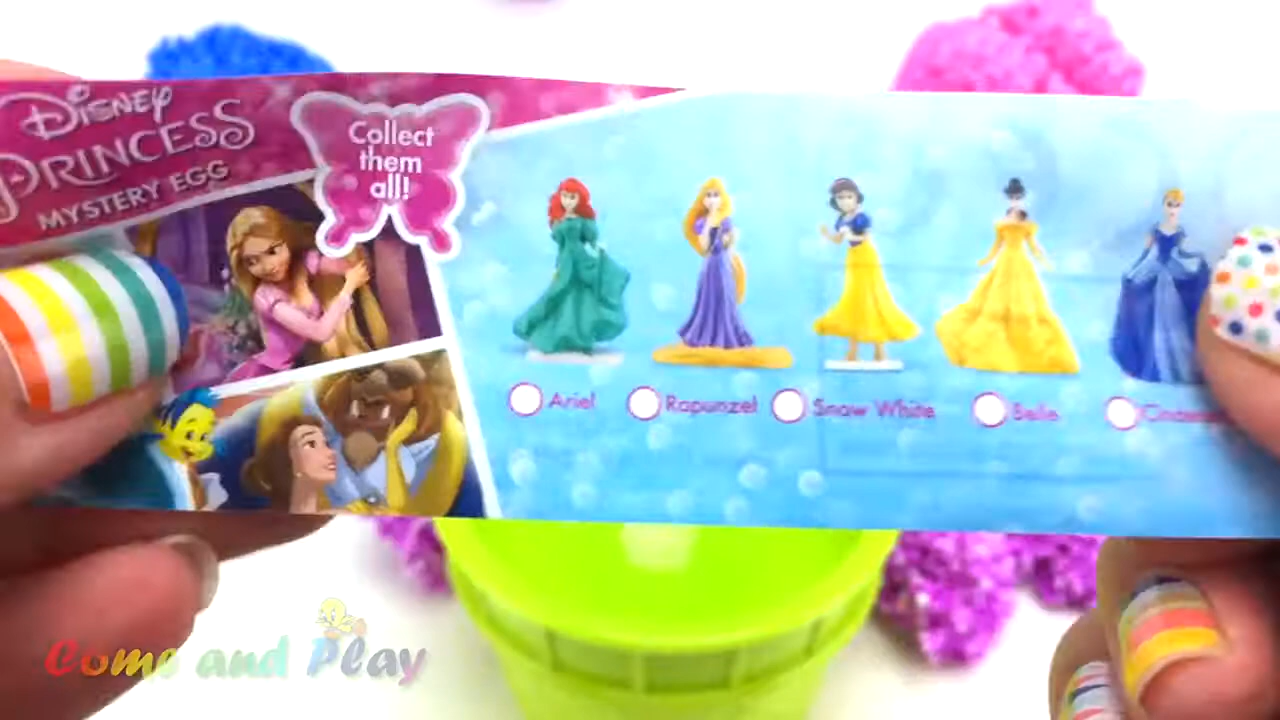 Disney
PRINCESS
MYSTERY EGG
Collect
them
all!
Ariel
Rapunzel
Snow White
Belle
Come and Play